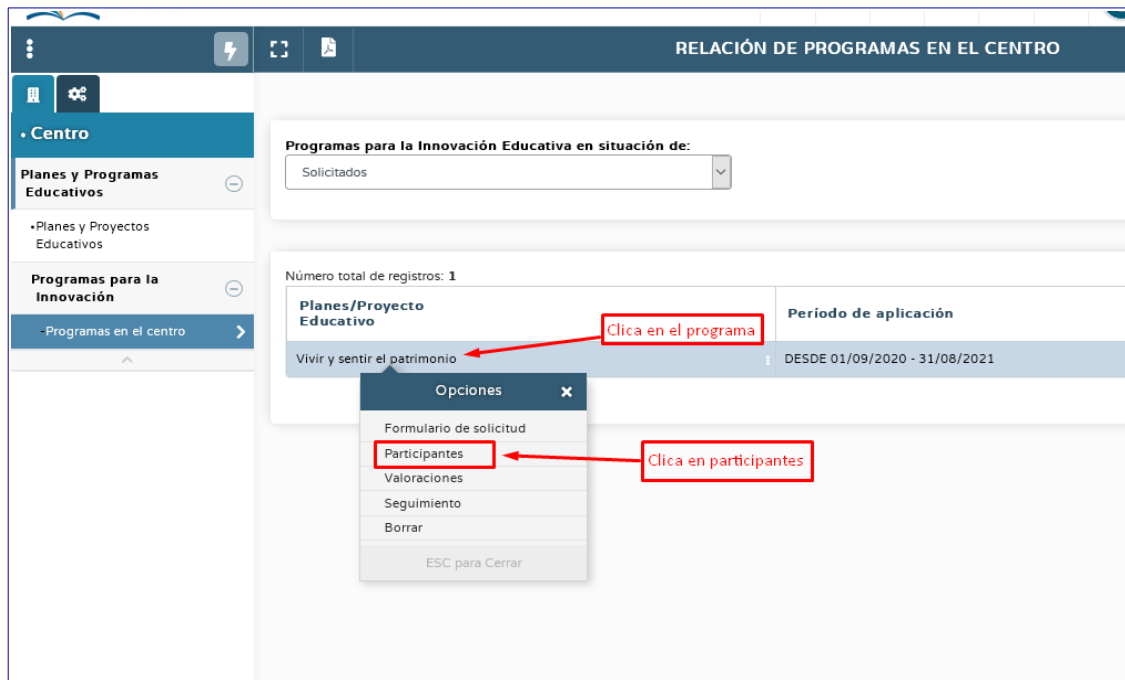 RELACIÓN DE PROGRAMAS EN EL CENTRO
• Centro
Planes y Programas
Educativos
•Planes y Proyectos
Educativos
Programas para la
Innovación
-Programas en el centro
Programas para la Innovación Educativa en situación de:
Solicitados
Número total de registros: 1
Planes/Proyecto
Educativo
Período de aplicación
Clica en el programa
Vivir y sentir el patrimonio
DESDE 01/09/2020 - 31/08/2021
Opciones
Formulario de solicitud
Participantes
Clica en participantes
Valoraciones
Seguimiento
Borrar
ESC para Cerrar